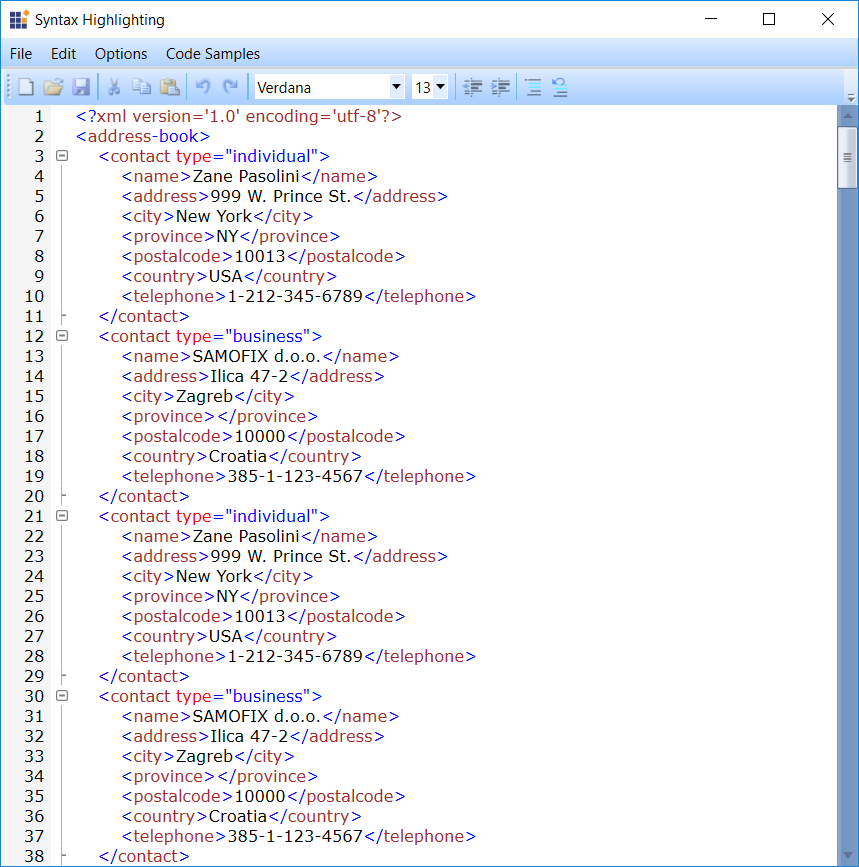 Syntax Highlighting
File Edit Options Code Samples
Verdana 13
1 <?xml version='1.0' encoding='utf-8'?>
2 <address-book>
3 <contact type="individual">
4 <name>Zane Pasolini</name>
5 <address>999 W. Prince St.</address>
6 <city>New York</city>
7 <province>NY</province>
8 <postalcode>10013</postalcode>
9 <country>USA</country>
10 <telephone>1-212-345-6789</telephone>
11 </contact>
12 <contact type="business">
13 <name>SAMOFIX d.o.o.</name>
14 <address>Ilica 47-2</address>
15 <city>Zagreb</city>
16 <province></province>
17 <postalcode>10000</postalcode>
18 <country>Croatia</country>
19 <telephone>385-1-123-4567</telephone>
20 </contact>
21 <contact type="individual">
22 <name>Zane Pasolini</name>
23 <address>999 W. Prince St.</address>
24 <city>New York</city>
25 <province>NY</province>
26 <postalcode>10013</postalcode>
27 <country>USA</country>
28 <telephone>1-212-345-6789</telephone>
29 </contact>
30 <contact type="business">
31 <name>SAMOFIX d.o.o.</name>
32 <address>Ilica 47-2</address>
33 <city>Zagreb</city>
34 <province></province>
35 <postalcode>10000</postalcode>
36 <country>Croatia</country>
37 <telephone>385-1-123-4567</telephone>
38 </contact>